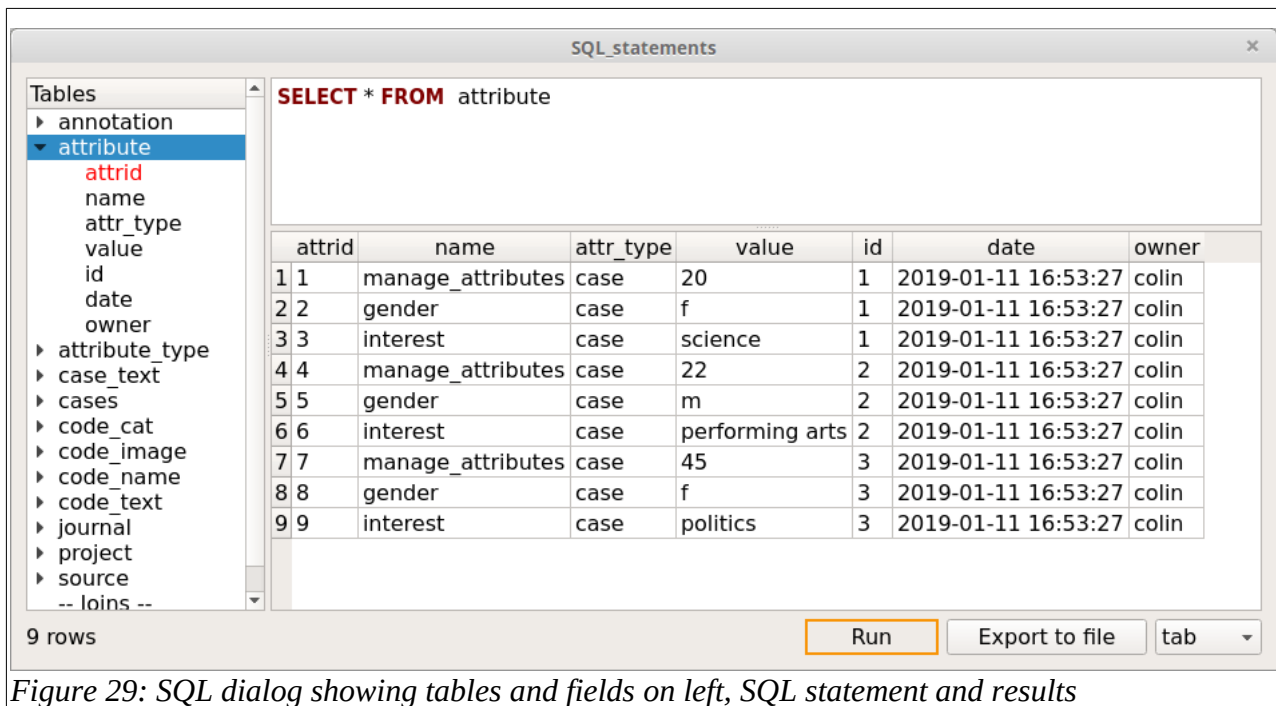 SQL_statements ×
Tables
annotation
attribute
attrid
name
attr_type
value
id
date
owner
attribute_type
case_text
cases
code_cat
code_image
code_name
code_text
journal
project
source
-- Joins --
SELECT * FROM attribute
attrid name attr_type value id date owner
1 1 manage_attributes case 20 1 2019-01-11 16:53:27 colin
2 2 gender case f 1 2019-01-11 16:53:27 colin
3 3 interest case science 1 2019-01-11 16:53:27 colin
4 4 manage_attributes case 22 2 2019-01-11 16:53:27 colin
5 5 gender case m 2 2019-01-11 16:53:27 colin
6 6 interest case performing arts 2 2019-01-11 16:53:27 colin
7 7 manage_attributes case 45 3 2019-01-11 16:53:27 colin
8 8 gender case f 3 2019-01-11 16:53:27 colin
9 9 interest case politics 3 2019-01-11 16:53:27 colin
9 rows Run Export to file tab
Figure 29: SQL dialog showing tables and fields on left, SQL statement and results